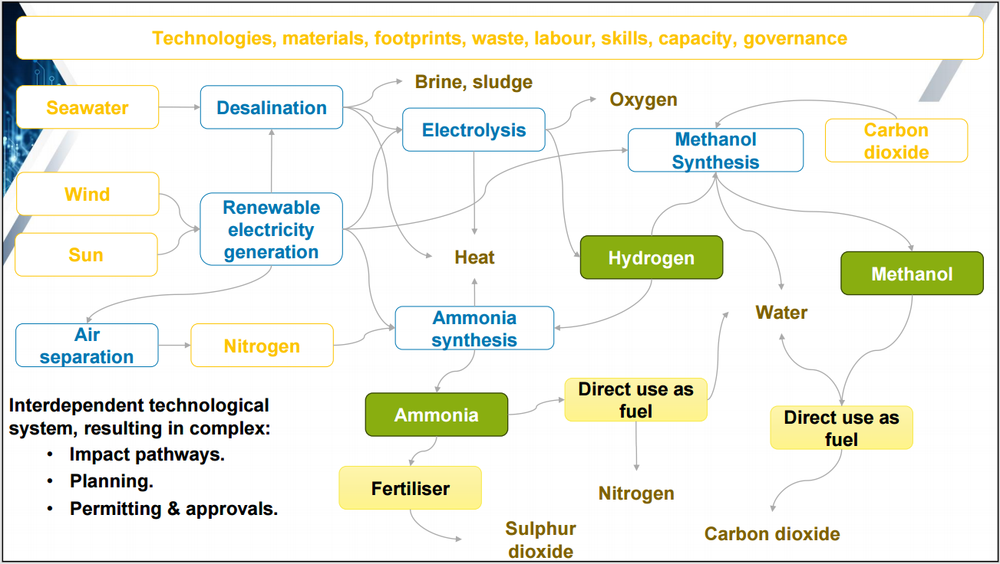 Technologies, materials, footprints, waste, labour, skills, capacity, governance
Brine, sludge
Oxygen
Seawater
Desalination
Electrolysis
Methanol
Synthesis
Carbon
dioxide
Wind
Renewable
electricity
generation
Sun
Heat
Hydrogen
Methanol
Water
Air
separation
Nitrogen
Ammonia
synthesis
Interdependent technological
system, resulting in complex:
• Impact pathways.
• Planning.
• Permitting & approvals.
Ammonia
Direct use as
fuel
Direct use as
fuel
Fertiliser
Nitrogen
Sulphur
dioxide
Carbon dioxide